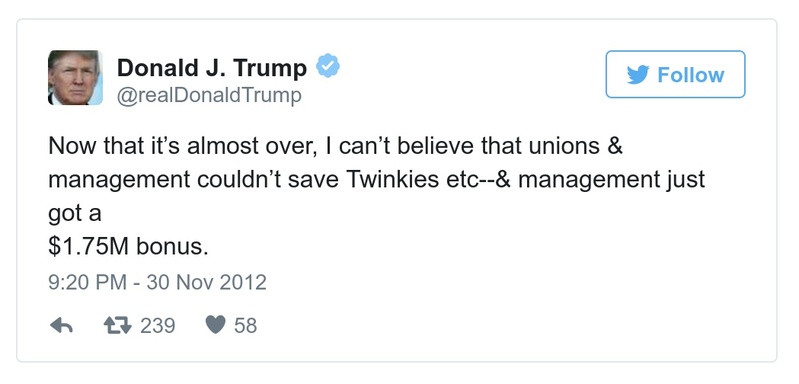 Donald J. Trump
@realDonaldTrump
Follow
Now that it’s almost over, I can’t believe that unions &
management couldn’t save Twinkies etc--& management just
got a
$1.75M bonus.
9:20 PM - 30 Nov 2012
239 58